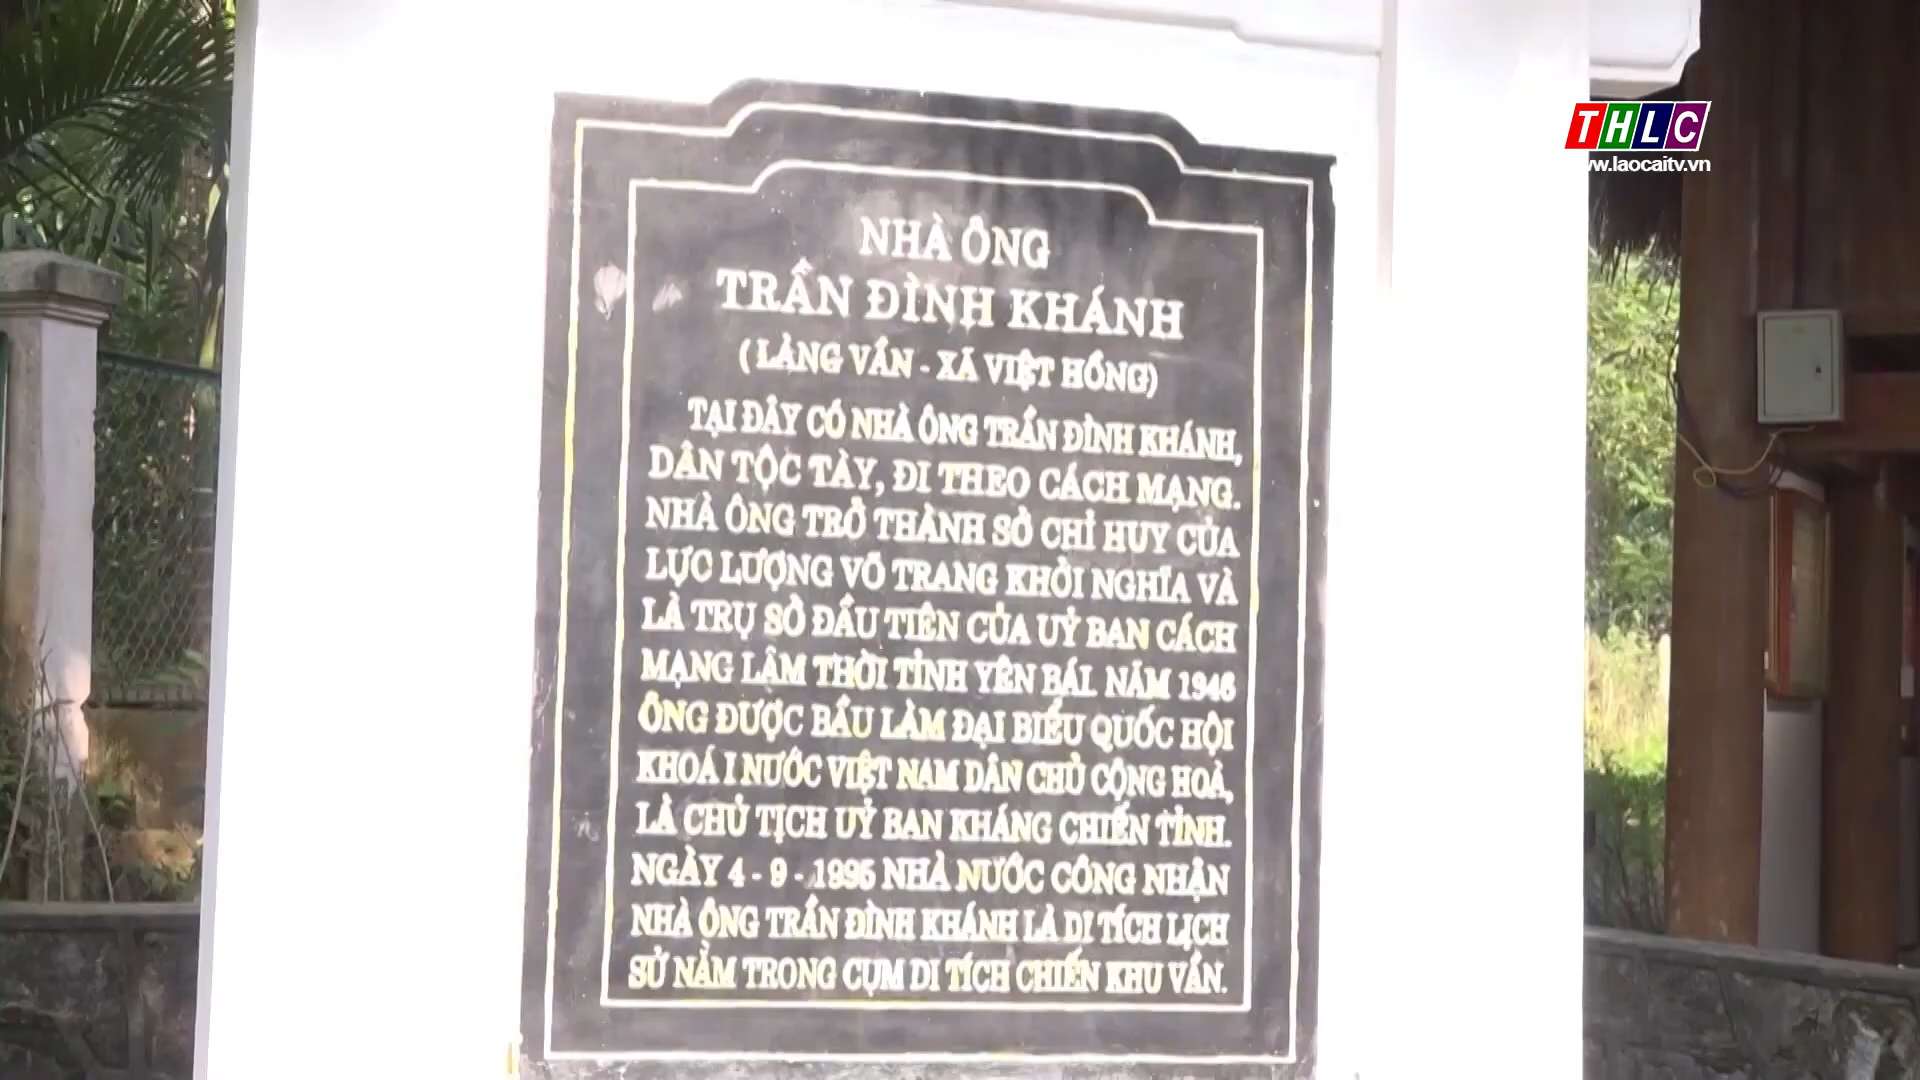 THLC
www.laocaitv.vn
NHÀ ÔNG
TRẦN ĐÌNH KHÁNH
(LÀNG VẦN - XÃ VIỆT HỒNG)
TẠI ĐÂY CÓ NHÀ ÔNG TRẦN ĐÌNH KHÁNH,
DÂN TỘC TÀY, ĐI THEO CÁCH MẠNG.
NHÀ ÔNG TRỞ THÀNH SỞ CHỈ HUY CỦA
LỰC LƯỢNG VÕ TRANG KHỞI NGHĨA VÀ
LÀ TRỤ SỞ ĐẦU TIÊN CỦA UỶ BAN CÁCH
MẠNG LÂM THỜI TỈNH YÊN BÁI. NĂM 1946
ÔNG ĐƯỢC BẦU LÀM ĐẠI BIỂU QUỐC HỘI
KHOÁ I NƯỚC VIỆT NAM DÂN CHỦ CỘNG HOÀ,
LÀ CHỦ TỊCH UỶ BAN KHÁNG CHIẾN TỈNH.
NGÀY 4 - 9 - 1995 NHÀ NƯỚC CÔNG NHẬN
NHÀ ÔNG TRẦN ĐÌNH KHÁNH LÀ DI TÍCH LỊCH
SỬ NẰM TRONG CỤM DI TÍCH CHIẾN KHU VẦN.